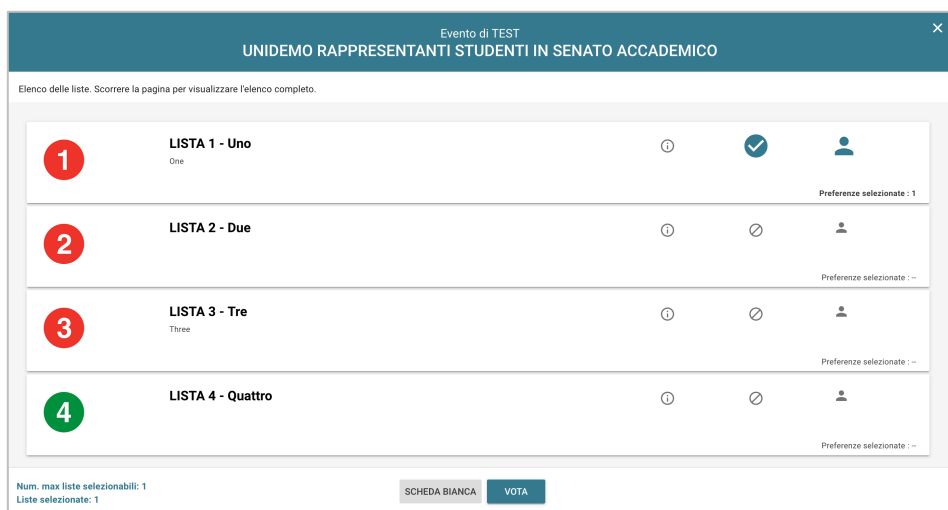 Evento di TEST
UNIDEMO RAPPRESENTANTI STUDENTI IN SENATO ACCADEMICO
Elenco delle liste. Scorrere la pagina per visualizzare l'elenco completo.
1
LISTA 1 - Uno
One
Preferenze selezionate : 1
2
LISTA 2 - Due
Preferenze selezionate : --
3
LISTA 3 - Tre
Three
Preferenze selezionate : --
4
LISTA 4 - Quattro
Preferenze selezionate : --
Num. max liste selezionabili: 1
Liste selezionate: 1
SCHEDA BIANCA
VOTA